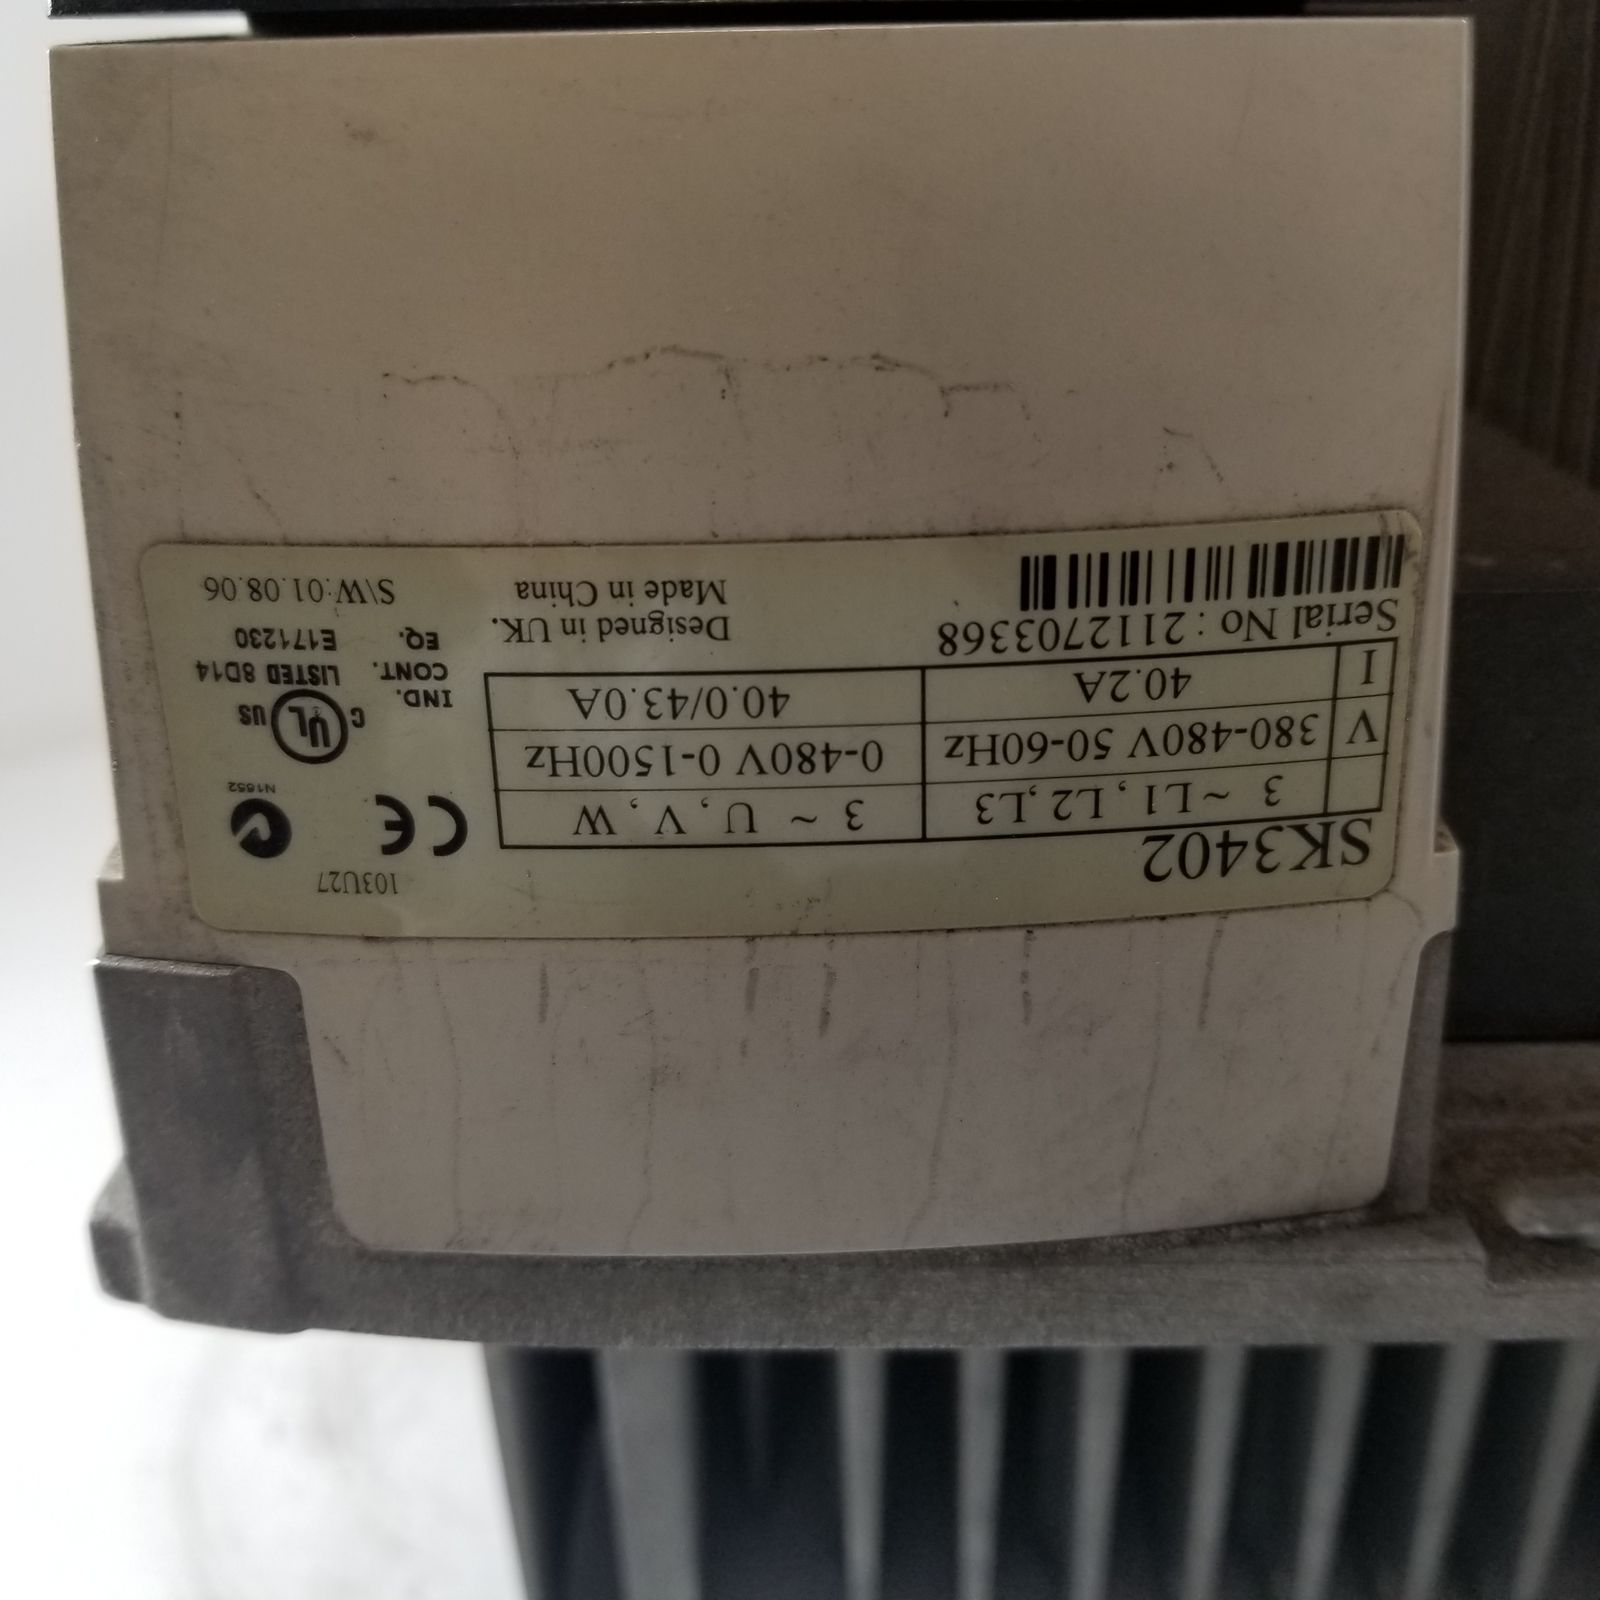 SK3402
103U27
3 ~ L1, L2, L3
3 ~ U, V, W
V
380-480V 50-60Hz
0-480V 0-1500Hz
I
40.2A
40.0/43.0A
Serial No : 2112703368
Designed in UK.
Made in China
CE
N1652
C UL US
IND.
CONT.
EQ.
LISTED 8D14
E171230
S\W:01.08.06